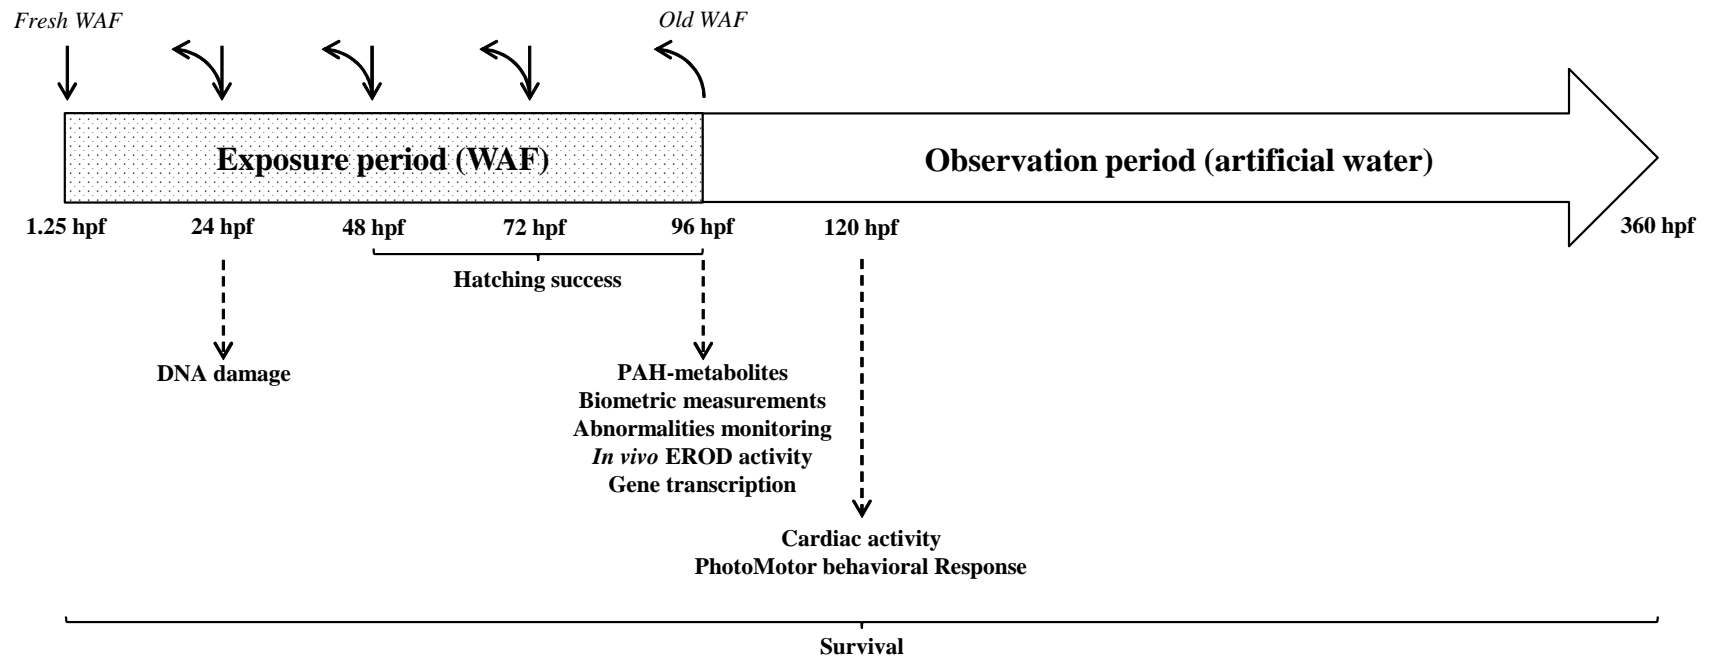 Fresh WAF
Old WAF
Exposure period (WAF)
Observation period (artificial water)
1.25 hpf
24 hpf
48 hpf
72 hpf
96 hpf
120 hpf
360 hpf
Hatching success
DNA damage
PAH-metabolites
Biometric measurements
Abnormalities monitoring
In vivo EROD activity
Gene transcription
Cardiac activity
PhotoMotor behavioral Response
Survival